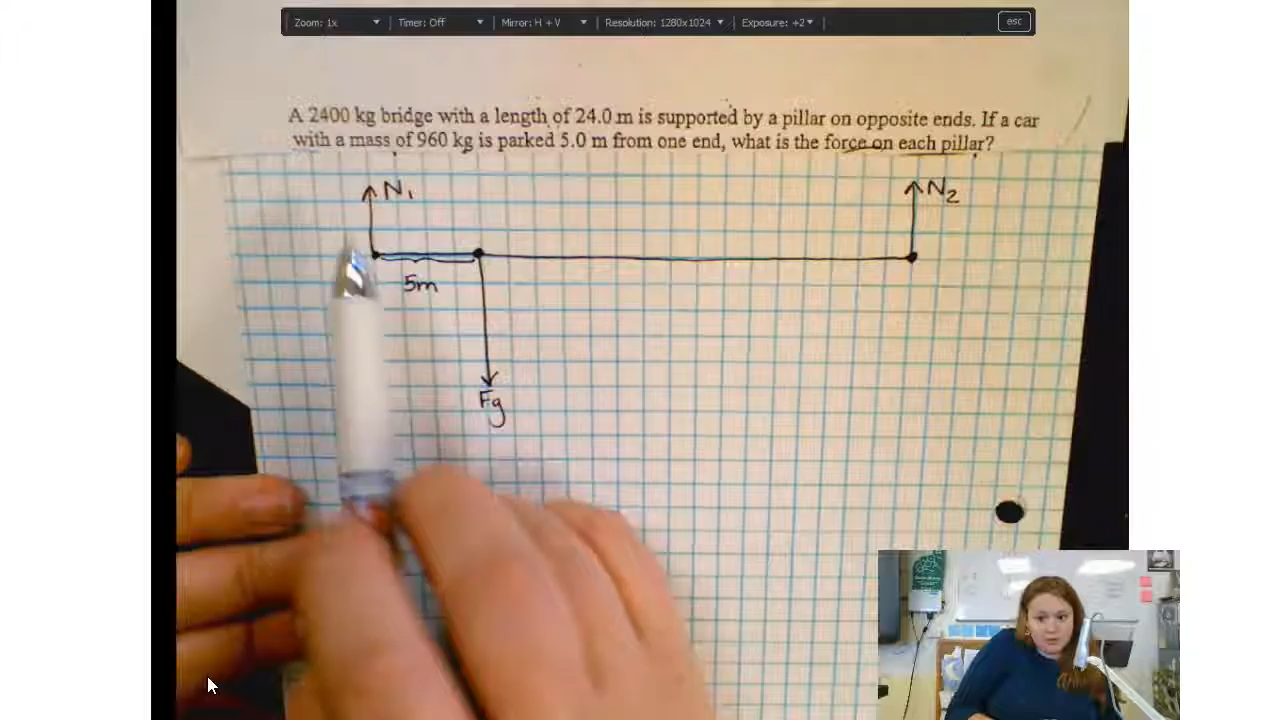 Zoom: 1x Timer: Off Mirror: H + V Resolution: 1280x1024 Exposure: +2 esc
A 2400 kg bridge with a length of 24.0 m is supported by a pillar on opposite ends. If a car
with a mass of 960 kg is parked 5.0 m from one end, what is the force on each pillar?
N₁ N₂
5m
Fg